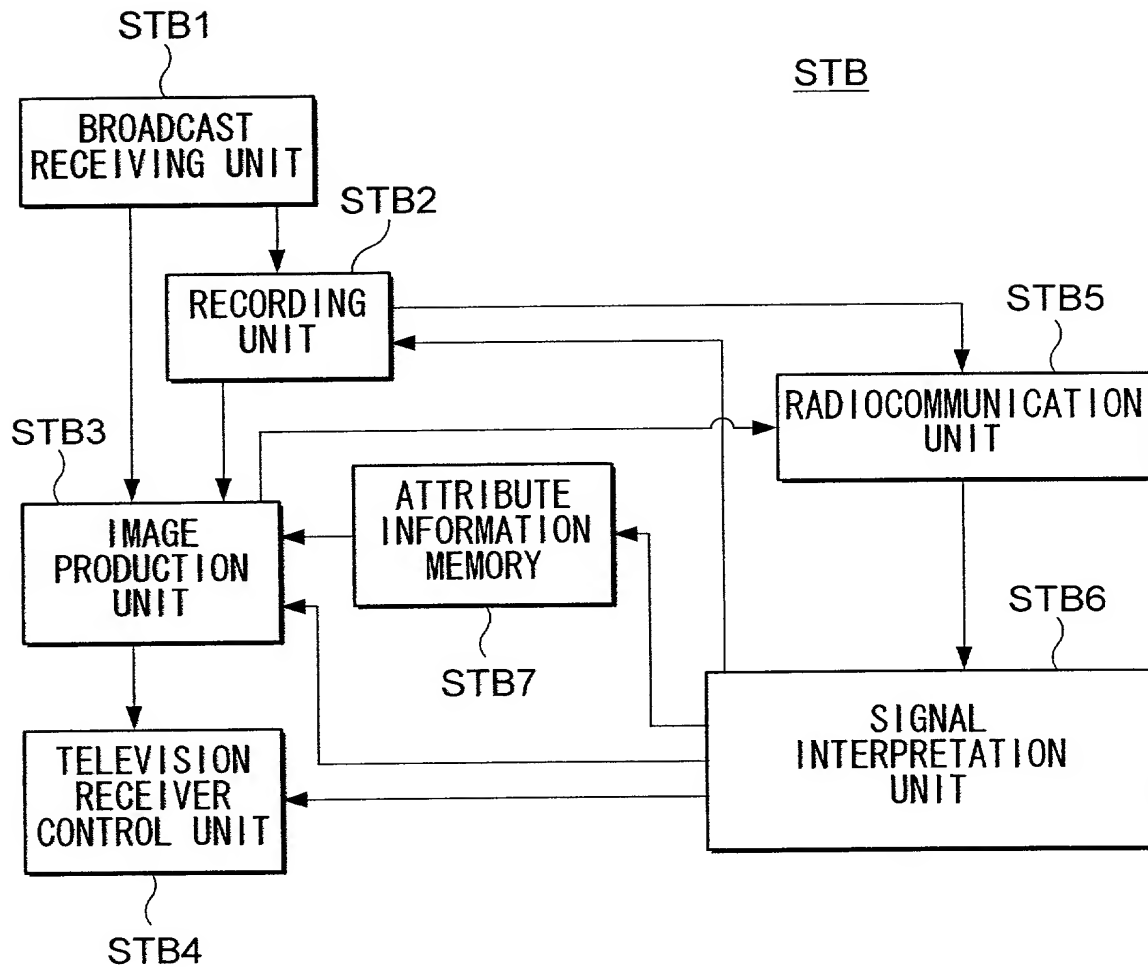 STB1
STB
BROADCAST
RECEIVING UNIT
STB2
RECORDING
UNIT
STB5
RADIOCOMMUNICATION
UNIT
STB3
IMAGE
PRODUCTION
UNIT
ATTRIBUTE
INFORMATION
MEMORY
STB7
STB6
SIGNAL
INTERPRETATION
UNIT
TELEVISION
RECEIVER
CONTROL UNIT
STB4